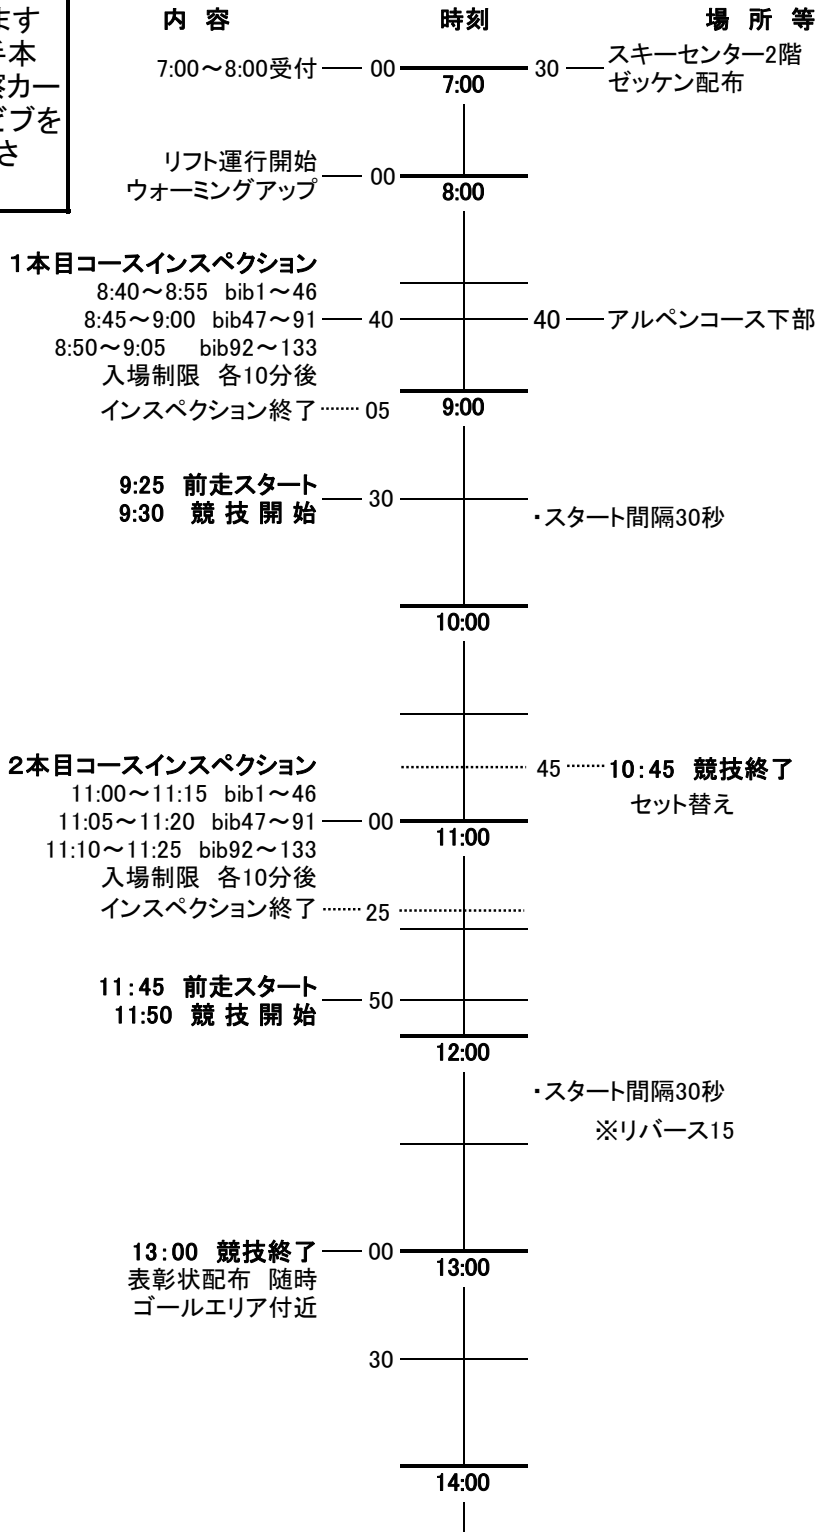 ます
手本
察カー
ビブを
さ
内 容 時刻 場 所 等
7:00～8:00受付 00 7:00 30 スキーセンター2階
ゼッケン配布
リフト運行開始
ウォーミングアップ 00 8:00
1本目コースインスペクション
8:40～8:55 bib1～46
8:45～9:00 bib47～91 40 40 アルペンコース下部
8:50～9:05 bib92～133
入場制限 各10分後
インスペクション終了 05 9:00
9:25 前走スタート
9:30 競 技 開 始 30
・スタート間隔30秒
10:00
2本目コースインスペクション 45 10:45 競技終了
11:00～11:15 bib1～46 セット替え
11:05～11:20 bib47～91 00 11:00
11:10～11:25 bib92～133
入場制限 各10分後
インスペクション終了 25
11:45 前走スタート
11:50 競 技 開 始 50
12:00
・スタート間隔30秒
※リバース15
13:00 競技終了 00 13:00
表彰状配布 随時
ゴールエリア付近
30
14:00